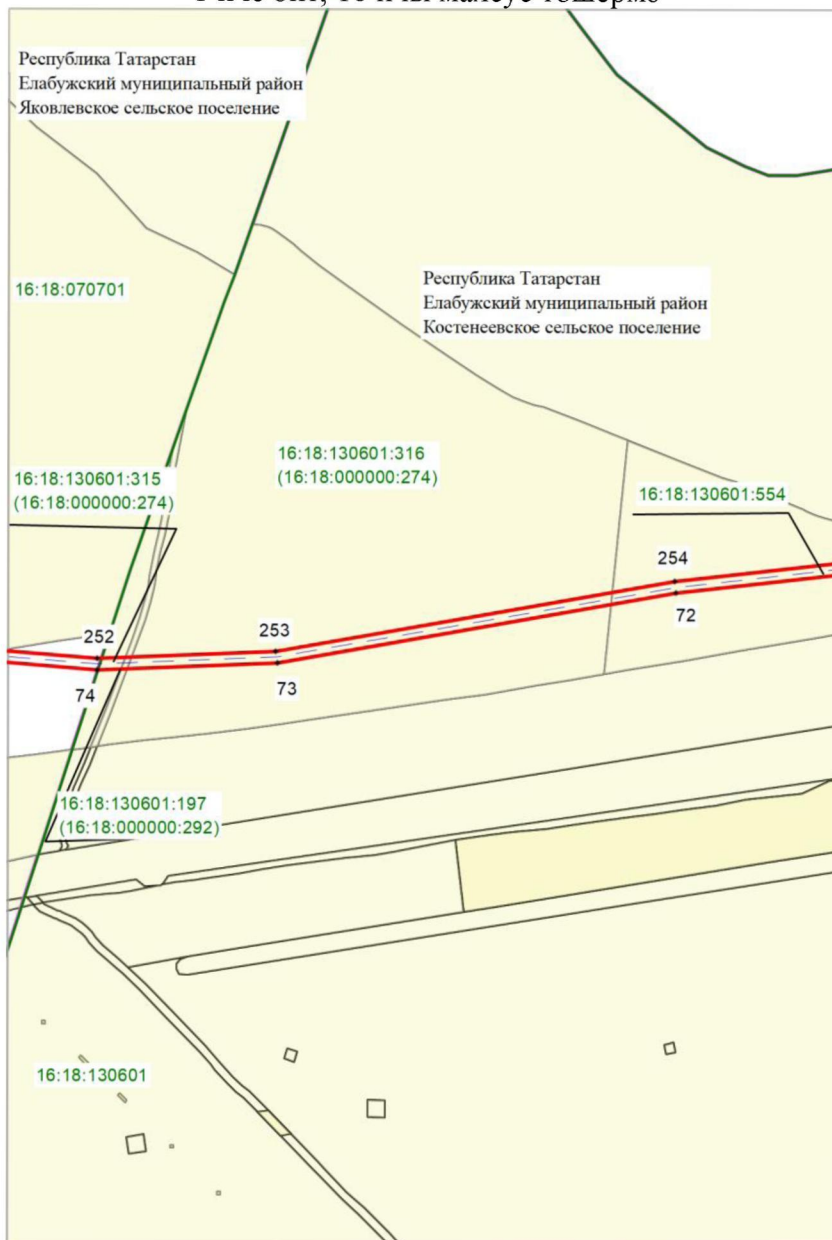 Республика Татарстан
Елабужский муниципальный район
Яковлевское сельское поселение
16:18:070701
Республика Татарстан
Елабужский муниципальный район
Костенеевское сельское поселение
16:18:130601:316
(16:18:000000:274)
16:18:130601:315
(16:18:000000:274)
16:18:130601:554
254
72
252
253
74
73
16:18:130601:197
(16:18:000000:292)
16:18:130601